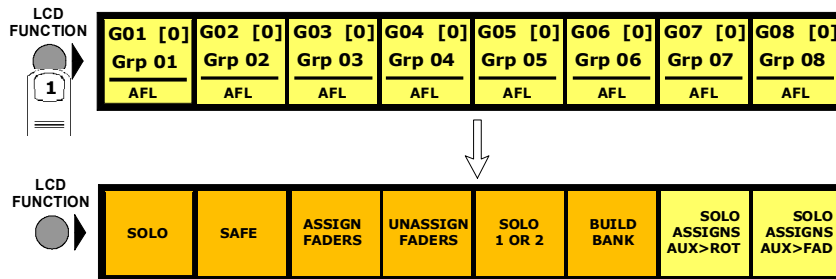 LCD
FUNCTION
1
G01 [0] G02 [0] G03 [0] G04 [0] G05 [0] G06 [0] G07 [0] G08 [0]
Grp 01 Grp 02 Grp 03 Grp 04 Grp 05 Grp 06 Grp 07 Grp 08
AFL AFL AFL AFL AFL AFL AFL AFL
LCD
FUNCTION
SOLO
SAFE
ASSIGN
FADERS
UNASSIGN
FADERS
SOLO
1 OR 2
BUILD
BANK
SOLO
ASSIGNS
AUX>ROT
SOLO
ASSIGNS
AUX>FAD